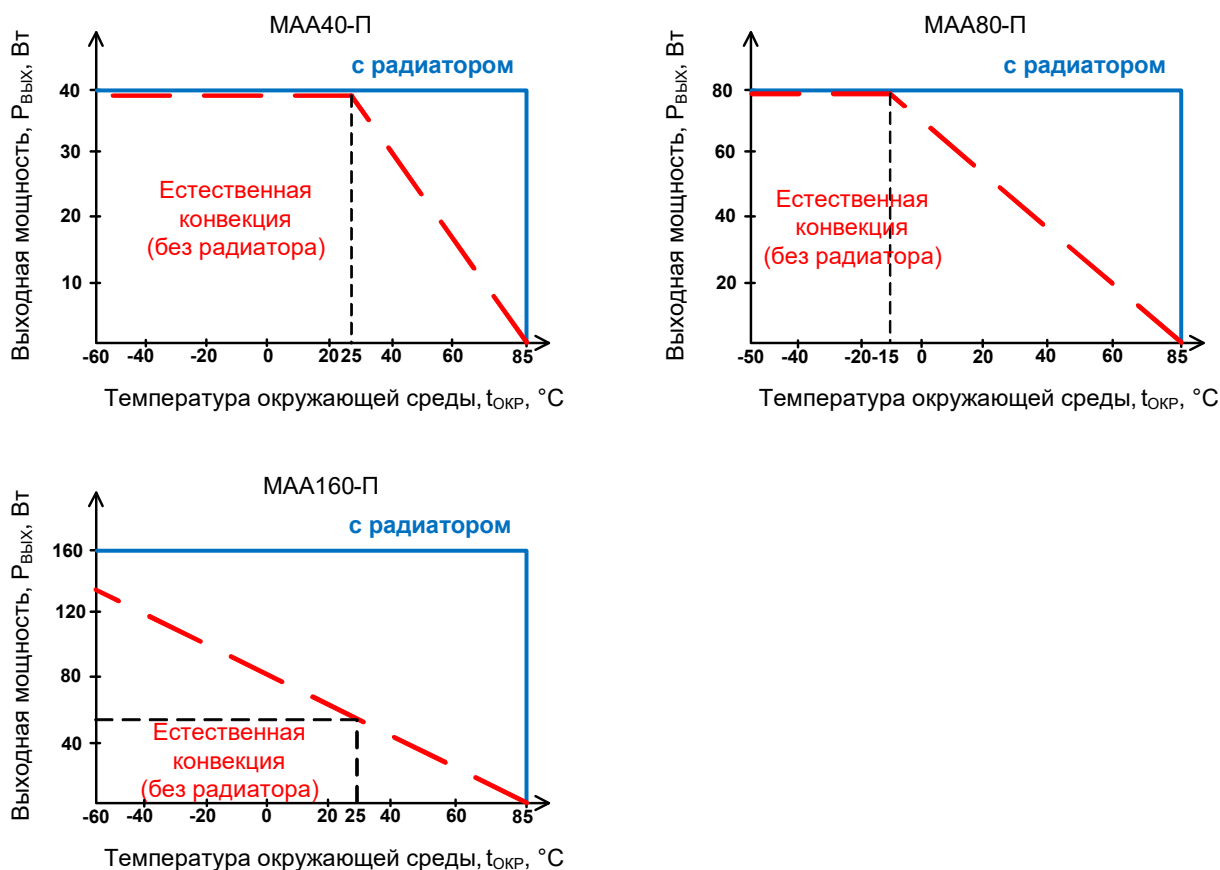 МАА40-П
Выходная мощность, PВЫХ, Вт
с радиатором
40
30
20
10
Естественная
конвекция
(без радиатора)
-60 -40 -20 0 20 25 40 60 85
Температура окружающей среды, tОКР, °C
МАА80-П
Выходная мощность, PВЫХ, Вт
с радиатором
80
60
40
20
Естественная
конвекция
(без радиатора)
-50 -40 -20 -15 0 20 40 60 85
Температура окружающей среды, tОКР, °C
МАА160-П
Выходная мощность, PВЫХ, Вт
с радиатором
160
120
80
40
Естественная
конвекция
(без радиатора)
-60 -40 -20 0 20 25 40 60 85
Температура окружающей среды, tОКР, °C